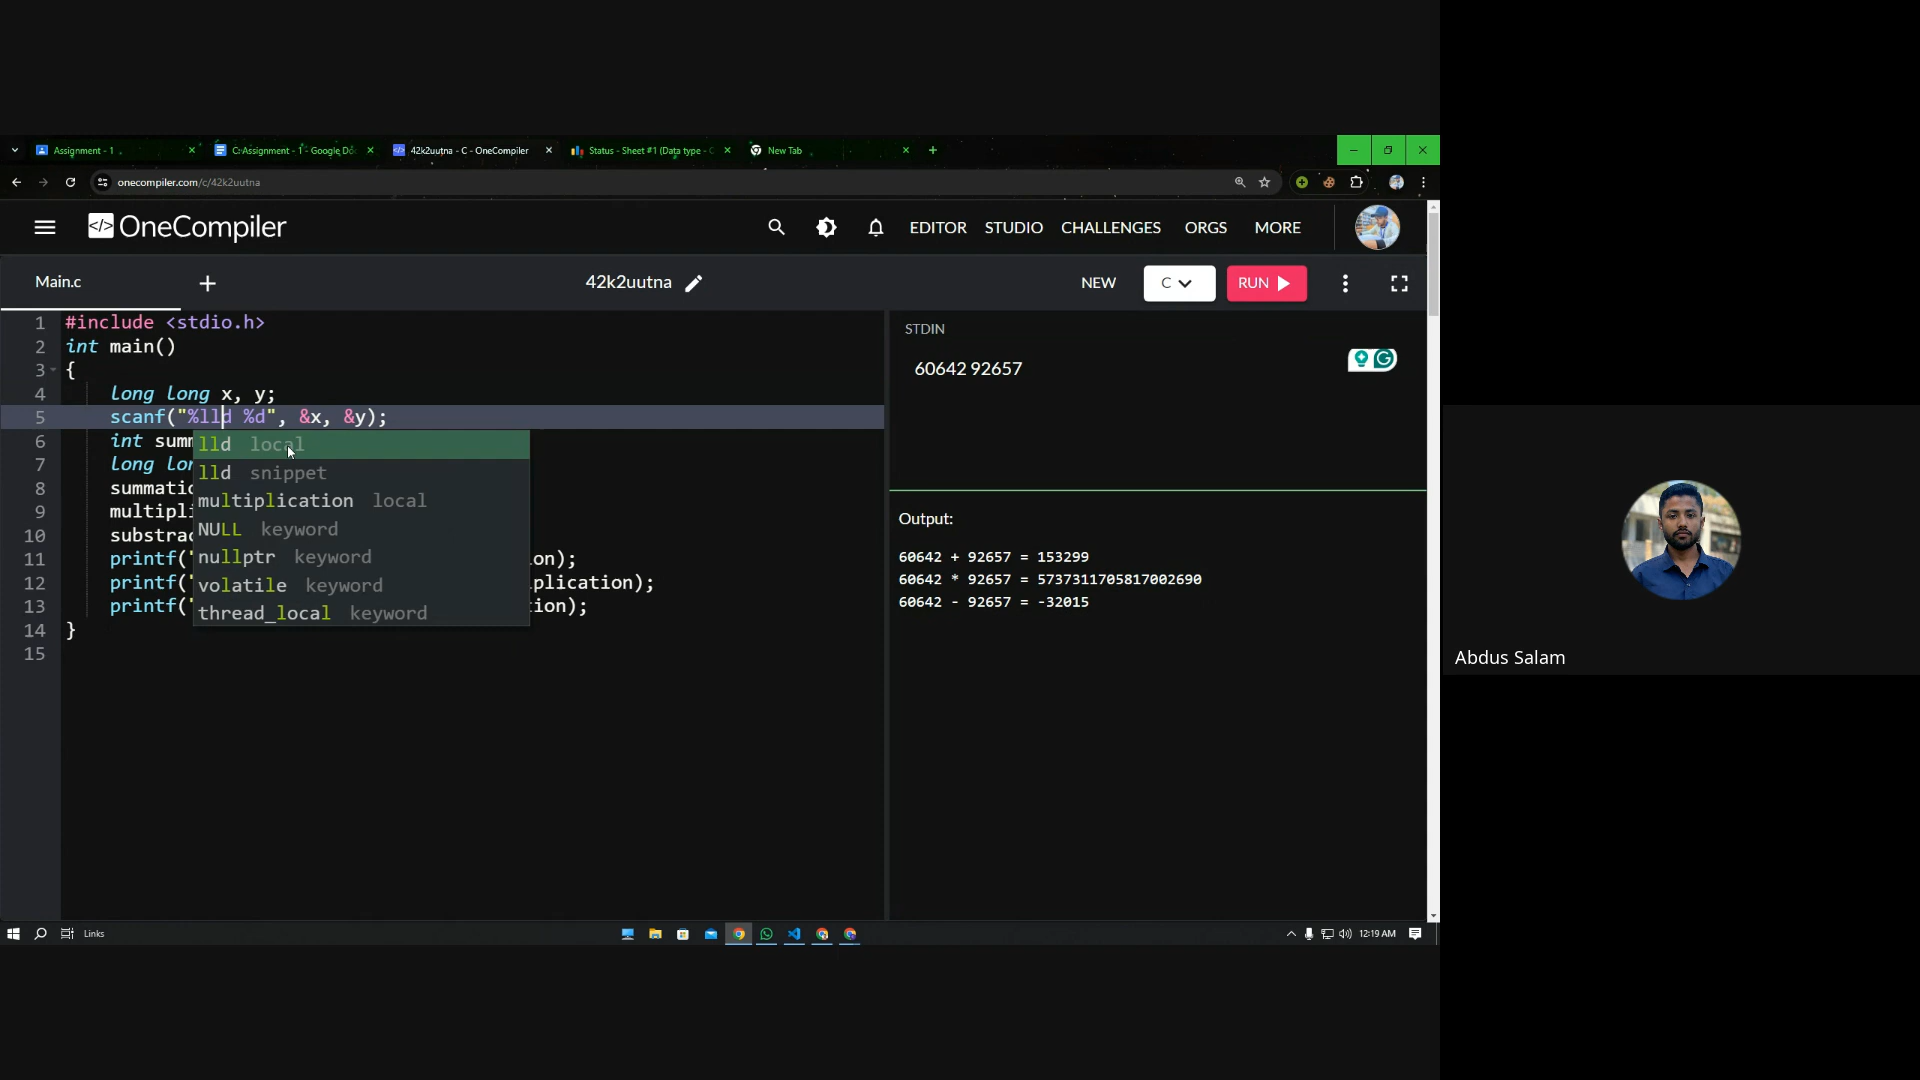 Assignment - 1
C:Assignment - 1 - Google Do
42k2uutna - C - OneCompiler
Status - Sheet #1 (Data type - C
New Tab
onecompiler.com/c/42k2uutna
</> OneCompiler
EDITOR STUDIO CHALLENGES ORGS MORE
Main.c
42k2uutna
NEW C RUN
1 #include <stdio.h>
2 int main()
3 {
4 long long x, y;
5 scanf("%lld %d", &x, &y);
6 int summ
7 long lon
8 summatio
9 multipli
10 substrac
11 printf(" ion);
12 printf(" plication);
13 printf(" tion);
14 }
15
lld local
lld snippet
multiplication local
NULL keyword
nullptr keyword
volatile keyword
thread_local keyword
STDIN
60642 92657
Output:
60642 + 92657 = 153299
60642 * 92657 = 5737311705817002690
60642 - 92657 = -32015
Abdus Salam
Links
12:19 AM